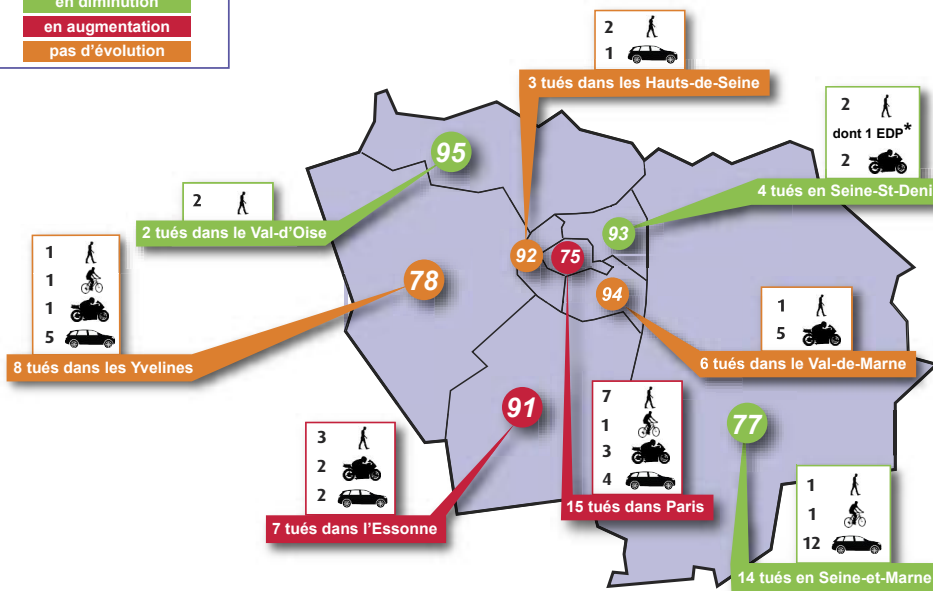 en diminution
en augmentation
pas d'évolution
2
1
3 tués dans les Hauts-de-Seine
2
dont 1 EDP*
2
4 tués en Seine-St-Deni
95
2
2 tués dans le Val-d'Oise
93
92
75
1
1
1
5
8 tués dans les Yvelines
78
94
1
5
6 tués dans le Val-de-Marne
91
3
2
2
7 tués dans l'Essonne
7
1
3
4
15 tués dans Paris
77
1
1
12
14 tués en Seine-et-Marne